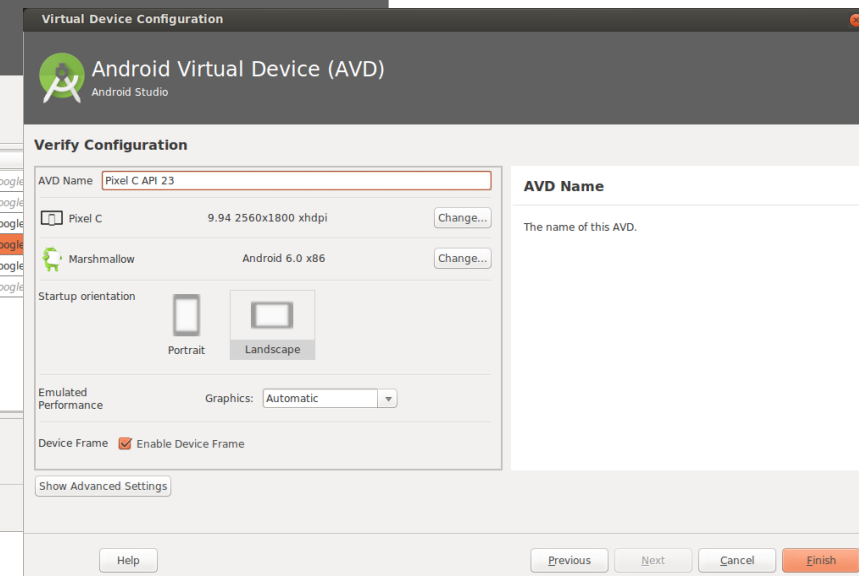 Virtual Device Configuration
Android Virtual Device (AVD)
Android Studio
Verify Configuration
AVD Name Pixel C API 23
Pixel C 9.94 2560x1800 xhdpi Change...
Marshmallow Android 6.0 x86 Change...
Startup orientation
Portrait Landscape
Emulated
Performance
Graphics: Automatic
Device Frame Enable Device Frame
Show Advanced Settings
AVD Name
The name of this AVD.
Help Previous Next Cancel Finish